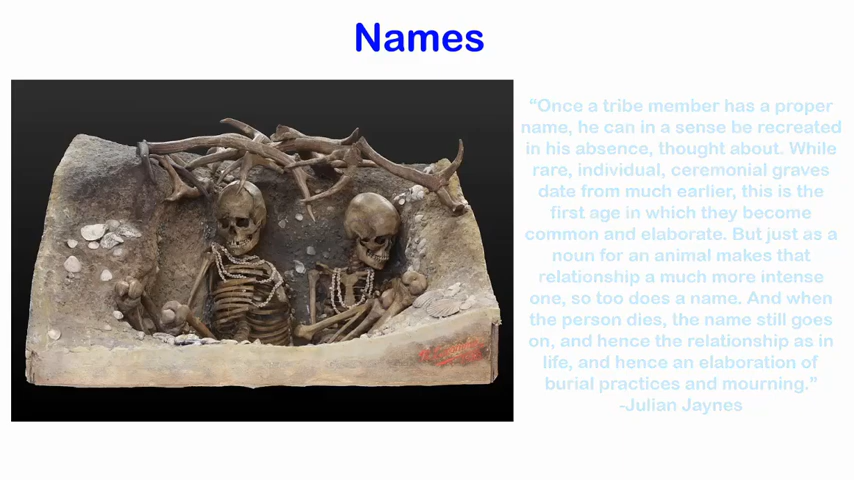 Names
“Once a tribe member has a proper
name, he can in a sense be recreated
in his absence, thought about. While
rare, individual, ceremonial graves
date from much earlier, this is the
first age in which they become
common and elaborate. But just as a
noun for an animal makes that
relationship a much more intense
one, so too does a name. And when
the person dies, the name still goes
on, and hence the relationship as in
life, and hence an elaboration of
burial practices and mourning.”
-Julian Jaynes